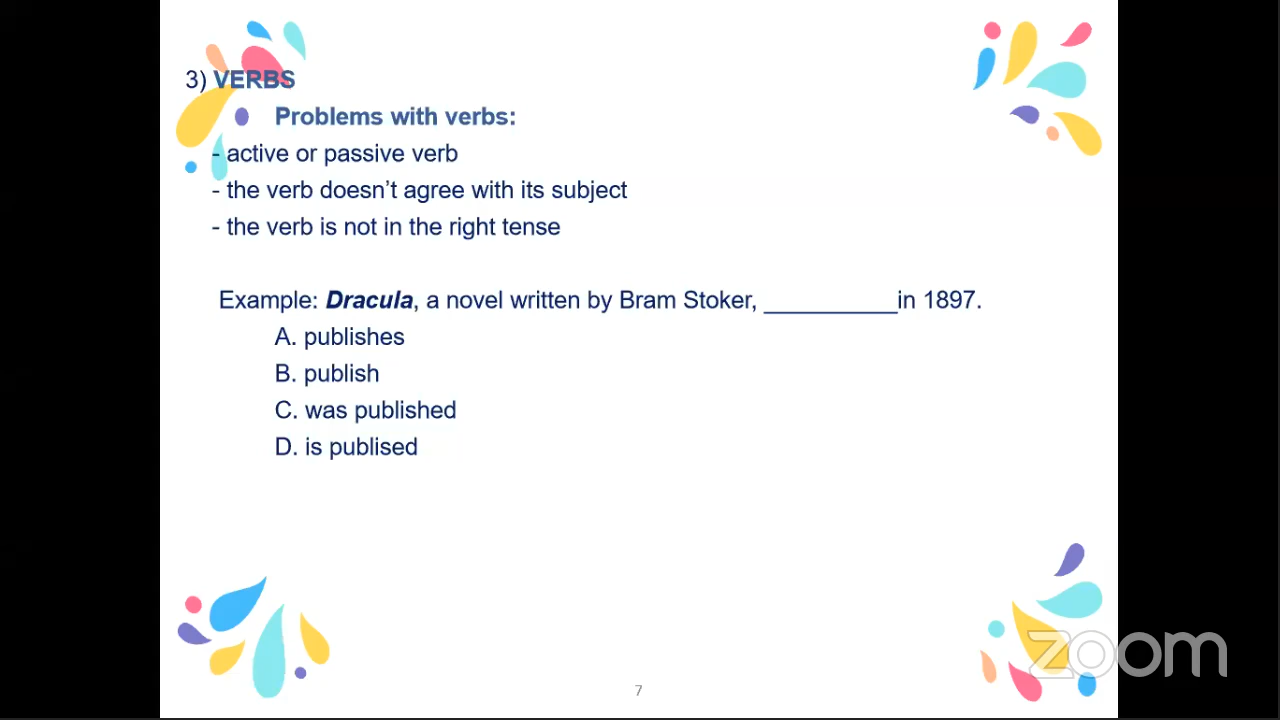 3) VERBS
Problems with verbs:
- active or passive verb
- the verb doesn’t agree with its subject
- the verb is not in the right tense
Example: Dracula, a novel written by Bram Stoker, __________in 1897.
A. publishes
B. publish
C. was published
D. is publised
zoom
7